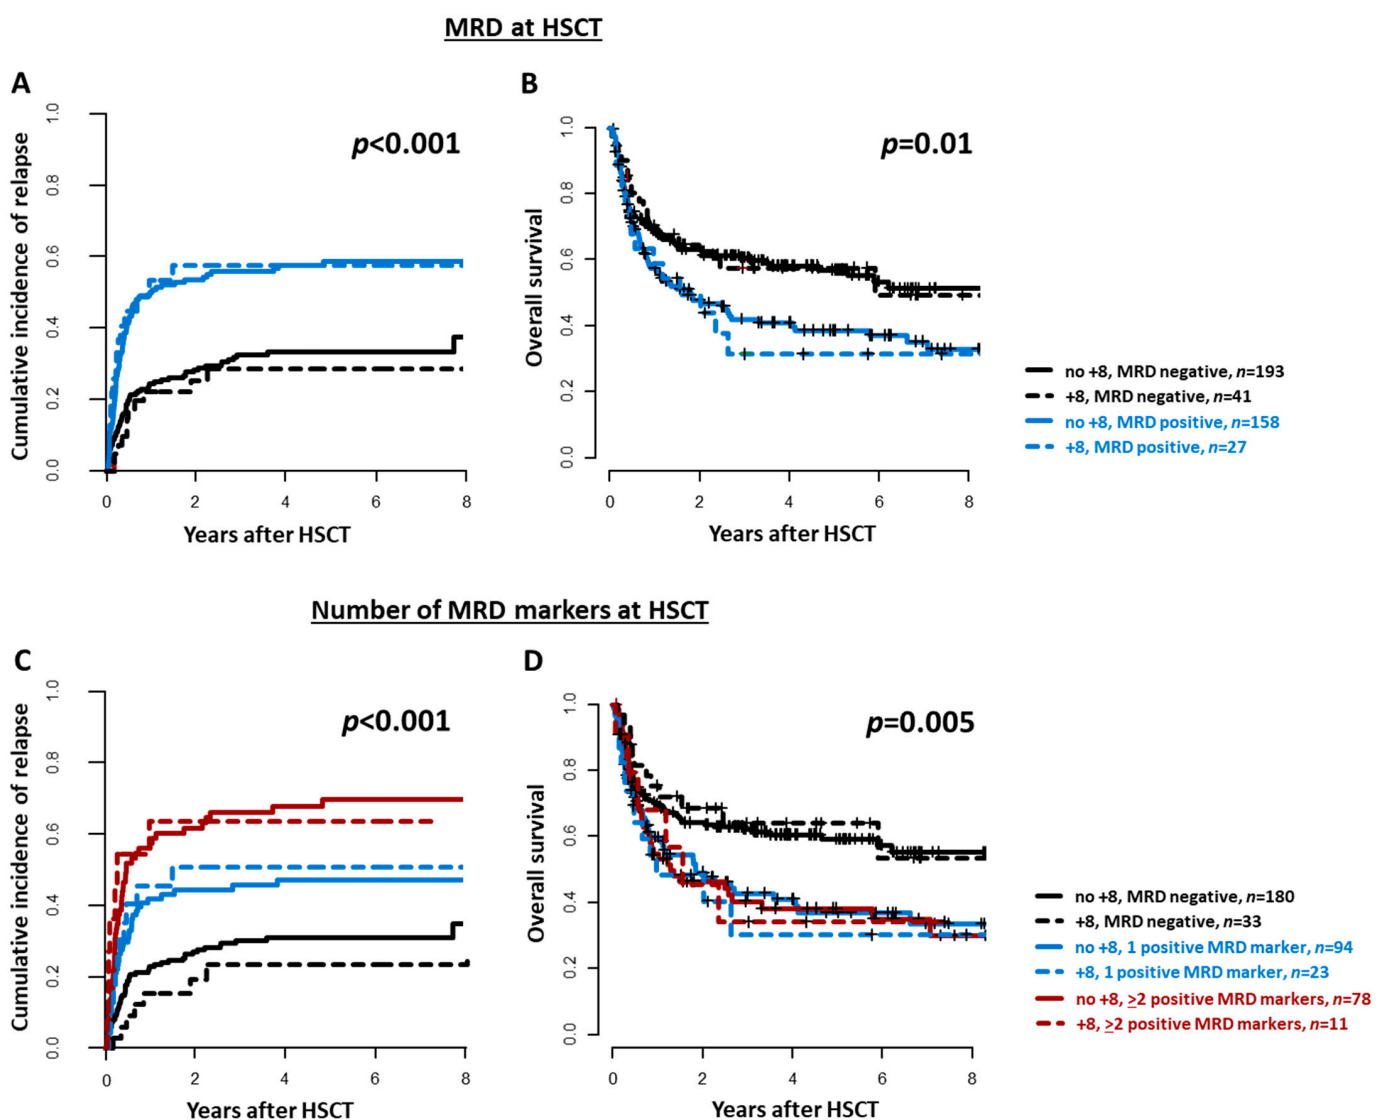 MRD at HSCT
A
Cumulative incidence of relapse
1.0
0.8
0.6
0.4
0.2
0.0
p<0.001
0 2 4 6 8
Years after HSCT
B
Overall survival
1.0
0.8
0.6
0.4
0.2
0.0
p=0.01
0 2 4 6 8
Years after HSCT
no +8, MRD negative, n=193
+8, MRD negative, n=41
no +8, MRD positive, n=158
+8, MRD positive, n=27
Number of MRD markers at HSCT
C
Cumulative incidence of relapse
1.0
0.8
0.6
0.4
0.2
0.0
p<0.001
0 2 4 6 8
Years after HSCT
D
Overall survival
1.0
0.8
0.6
0.4
0.2
0.0
p=0.005
0 2 4 6 8
Years after HSCT
no +8, MRD negative, n=180
+8, MRD negative, n=33
no +8, 1 positive MRD marker, n=94
+8, 1 positive MRD marker, n=23
no +8, ≥2 positive MRD markers, n=78
+8, ≥2 positive MRD markers, n=11